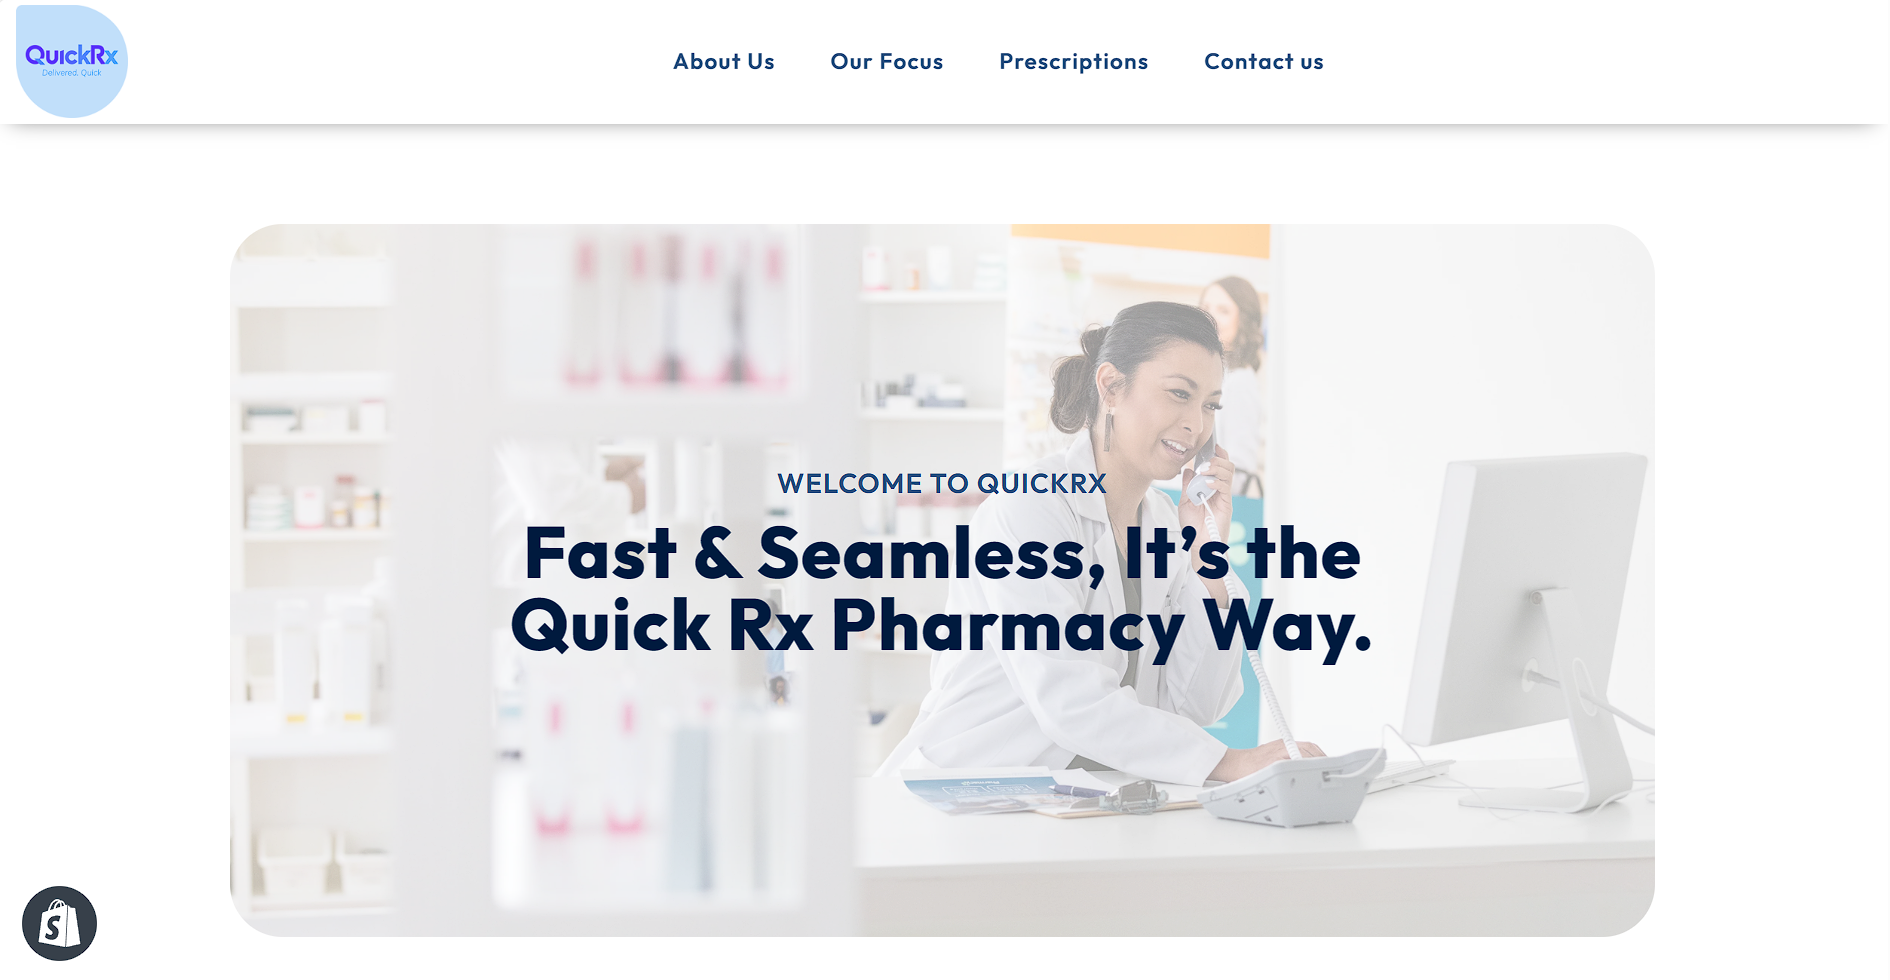 QuickRx
Delivered. Quick
About Us
Our Focus
Prescriptions
Contact us
WELCOME TO QUICKRX
Fast & Seamless, It’s the
Quick Rx Pharmacy Way.
S